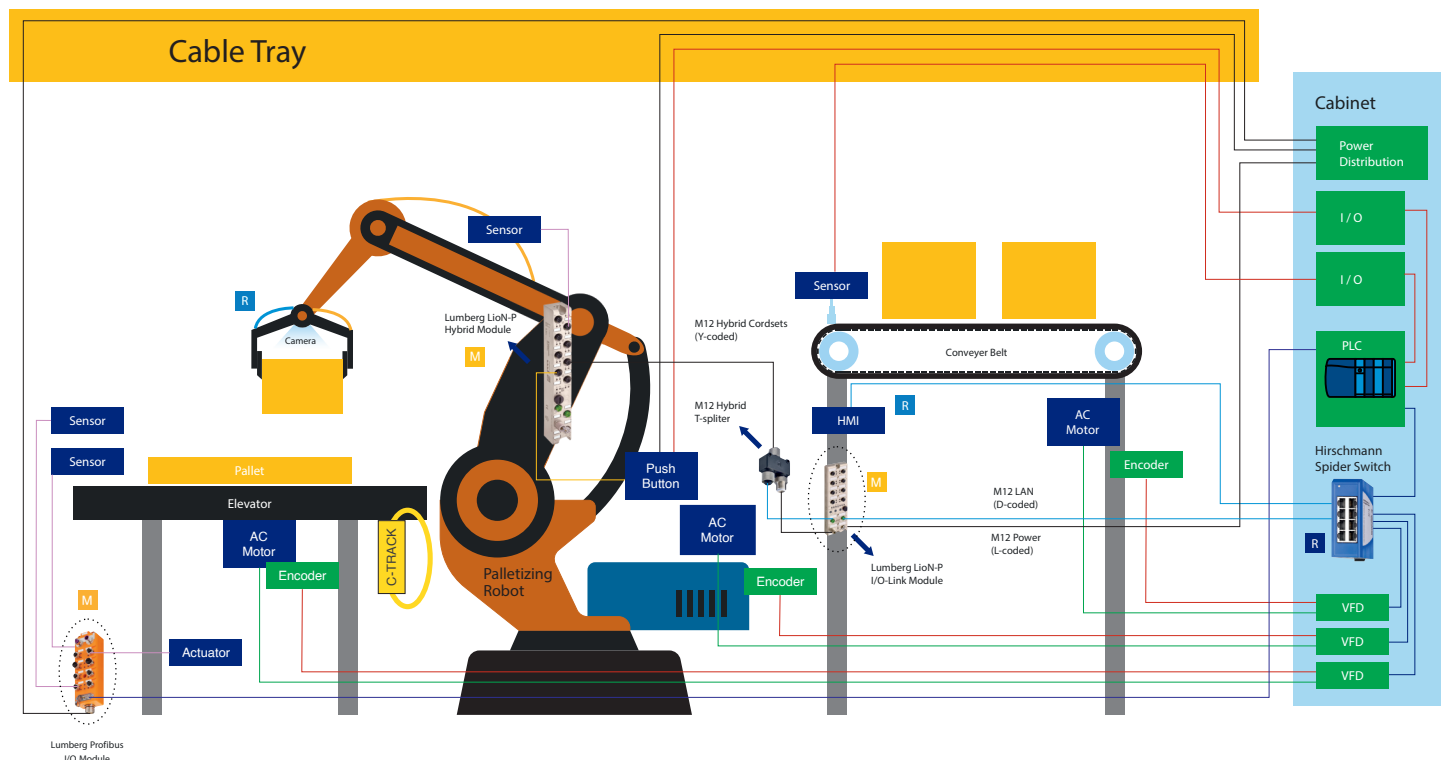 Cable Tray
Cabinet
Power
Distribution
I / O
I / O
PLC
Hirschmann
Spider Switch
R
VFD
VFD
VFD
Sensor
R
Camera
Lumberg LioN-P
Hybrid Module
M
Sensor
M12 Hybrid Cordsets
(Y-coded)
Conveyer Belt
M12 Hybrid
T-spliter
HMI
R
AC
Motor
Encoder
Sensor
Sensor
Pallet
Elevator
AC
Motor
Encoder
C-TRACK
Palletizing
Robot
Push
Button
AC
Motor
Encoder
M
M12 LAN
(D-coded)
M12 Power
(L-coded)
Lumberg LioN-P
I/O-Link Module
M
Actuator
Lumberg Profibus
I/O Module